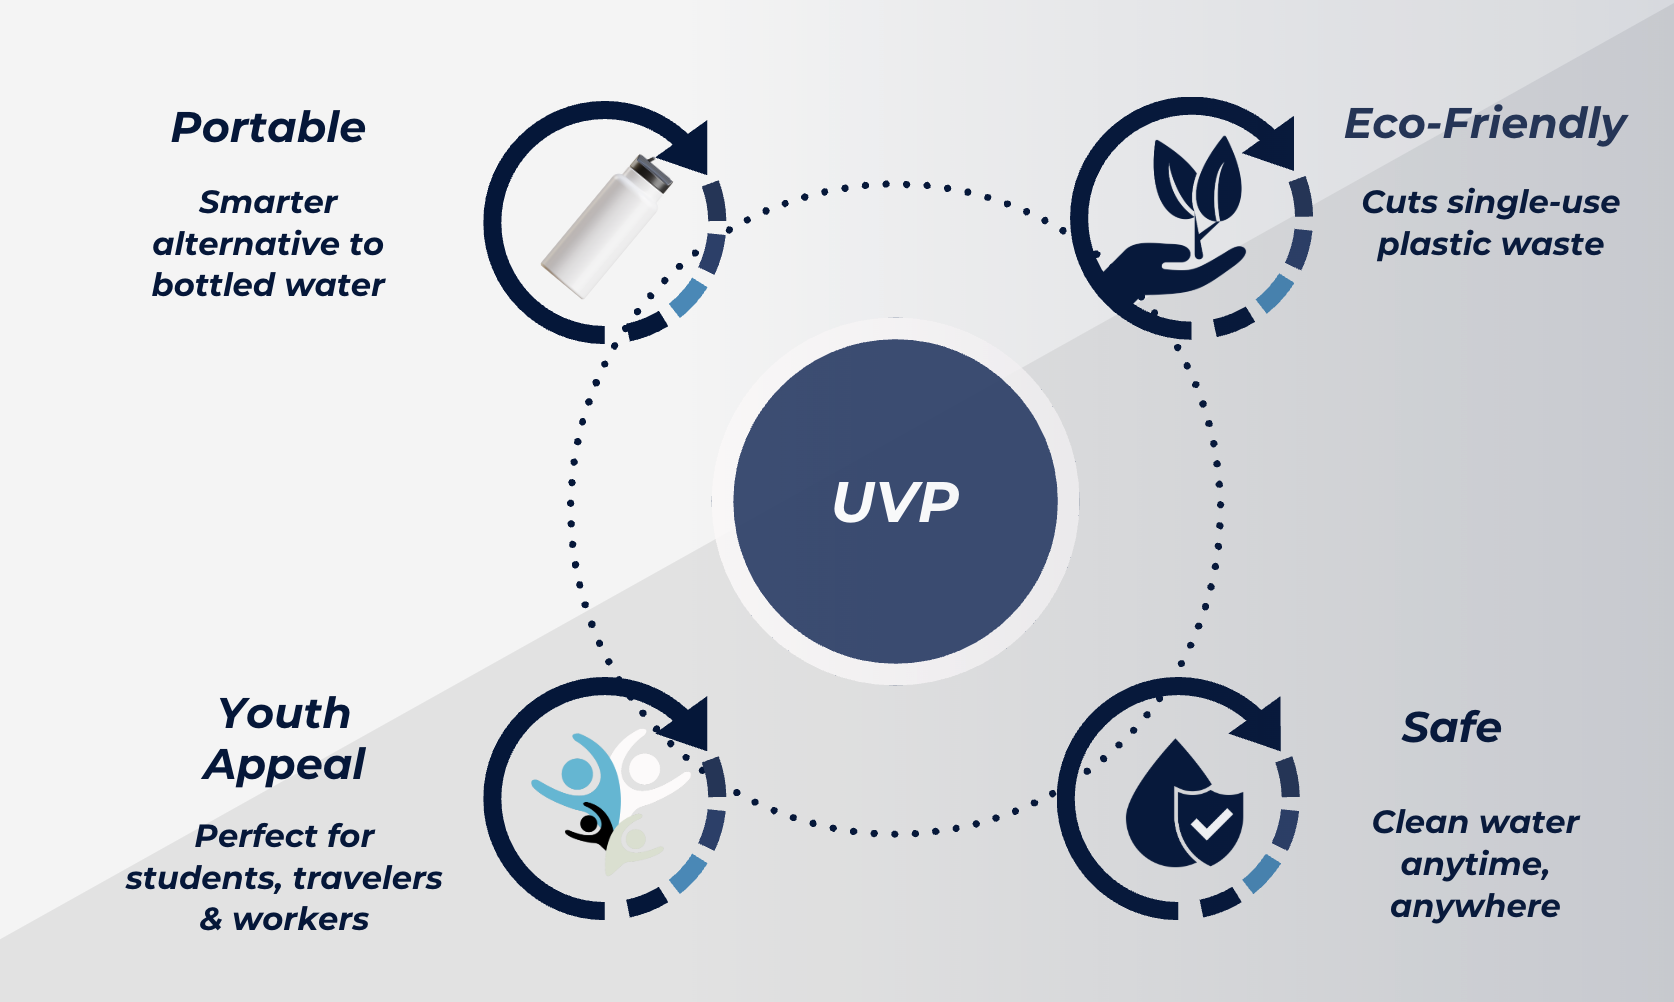 Portable
Smarter
alternative to
bottled water
Eco-Friendly
Cuts single-use
plastic waste
UVP
Youth
Appeal
Perfect for
students, travelers
& workers
Safe
Clean water
anytime,
anywhere